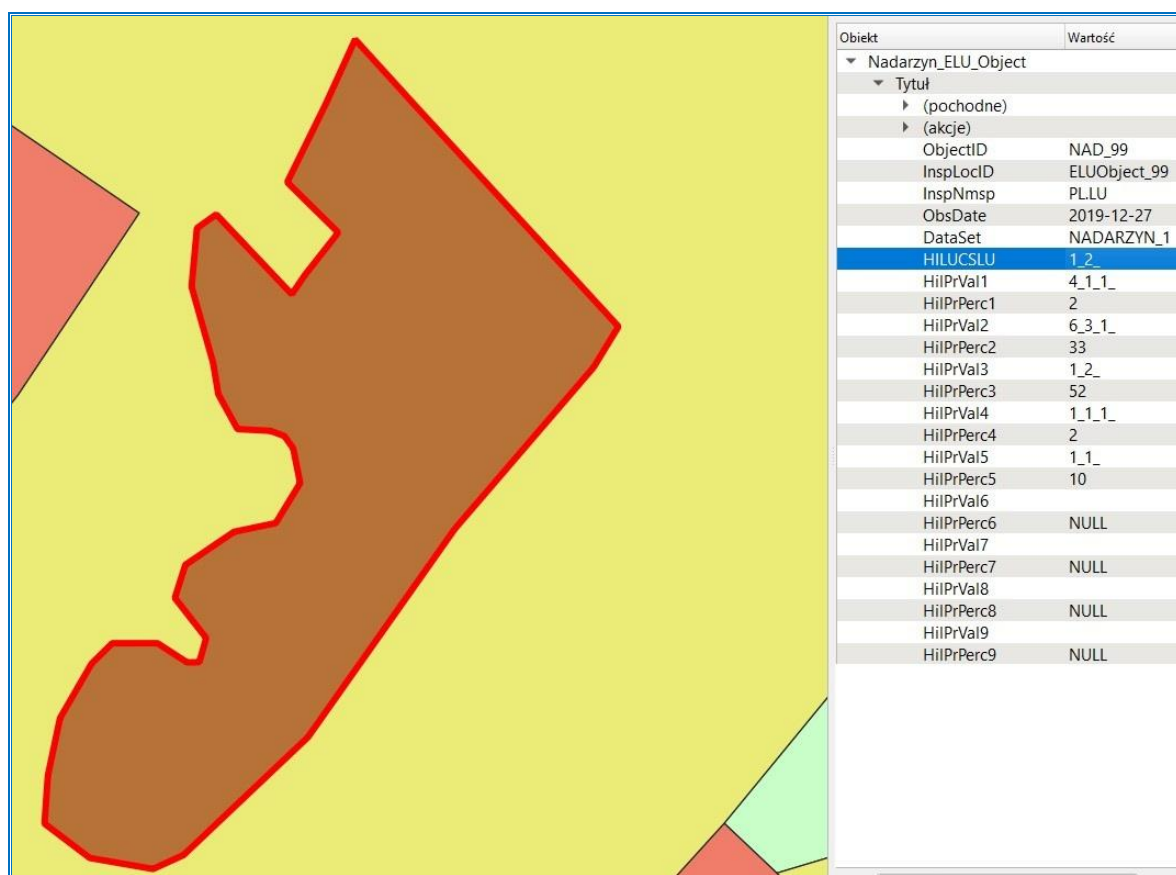 Obiekt Wartość
Nadarzyn_ELU_Object
Tytuł
(pochodne)
(akcje)
ObjectID NAD_99
InspLocID ELUObject_99
InspNmsp PL.LU
ObsDate 2019-12-27
DataSet NADARZYN_1
HILUCSLU 1_2_
HilPrVal1 4_1_1_
HilPrPerc1 2
HilPrVal2 6_3_1_
HilPrPerc2 33
HilPrVal3 1_2_
HilPrPerc3 52
HilPrVal4 1_1_1_
HilPrPerc4 2
HilPrVal5 1_1_
HilPrPerc5 10
HilPrVal6
HilPrPerc6 NULL
HilPrVal7
HilPrPerc7 NULL
HilPrVal8
HilPrPerc8 NULL
HilPrVal9
HilPrPerc9 NULL